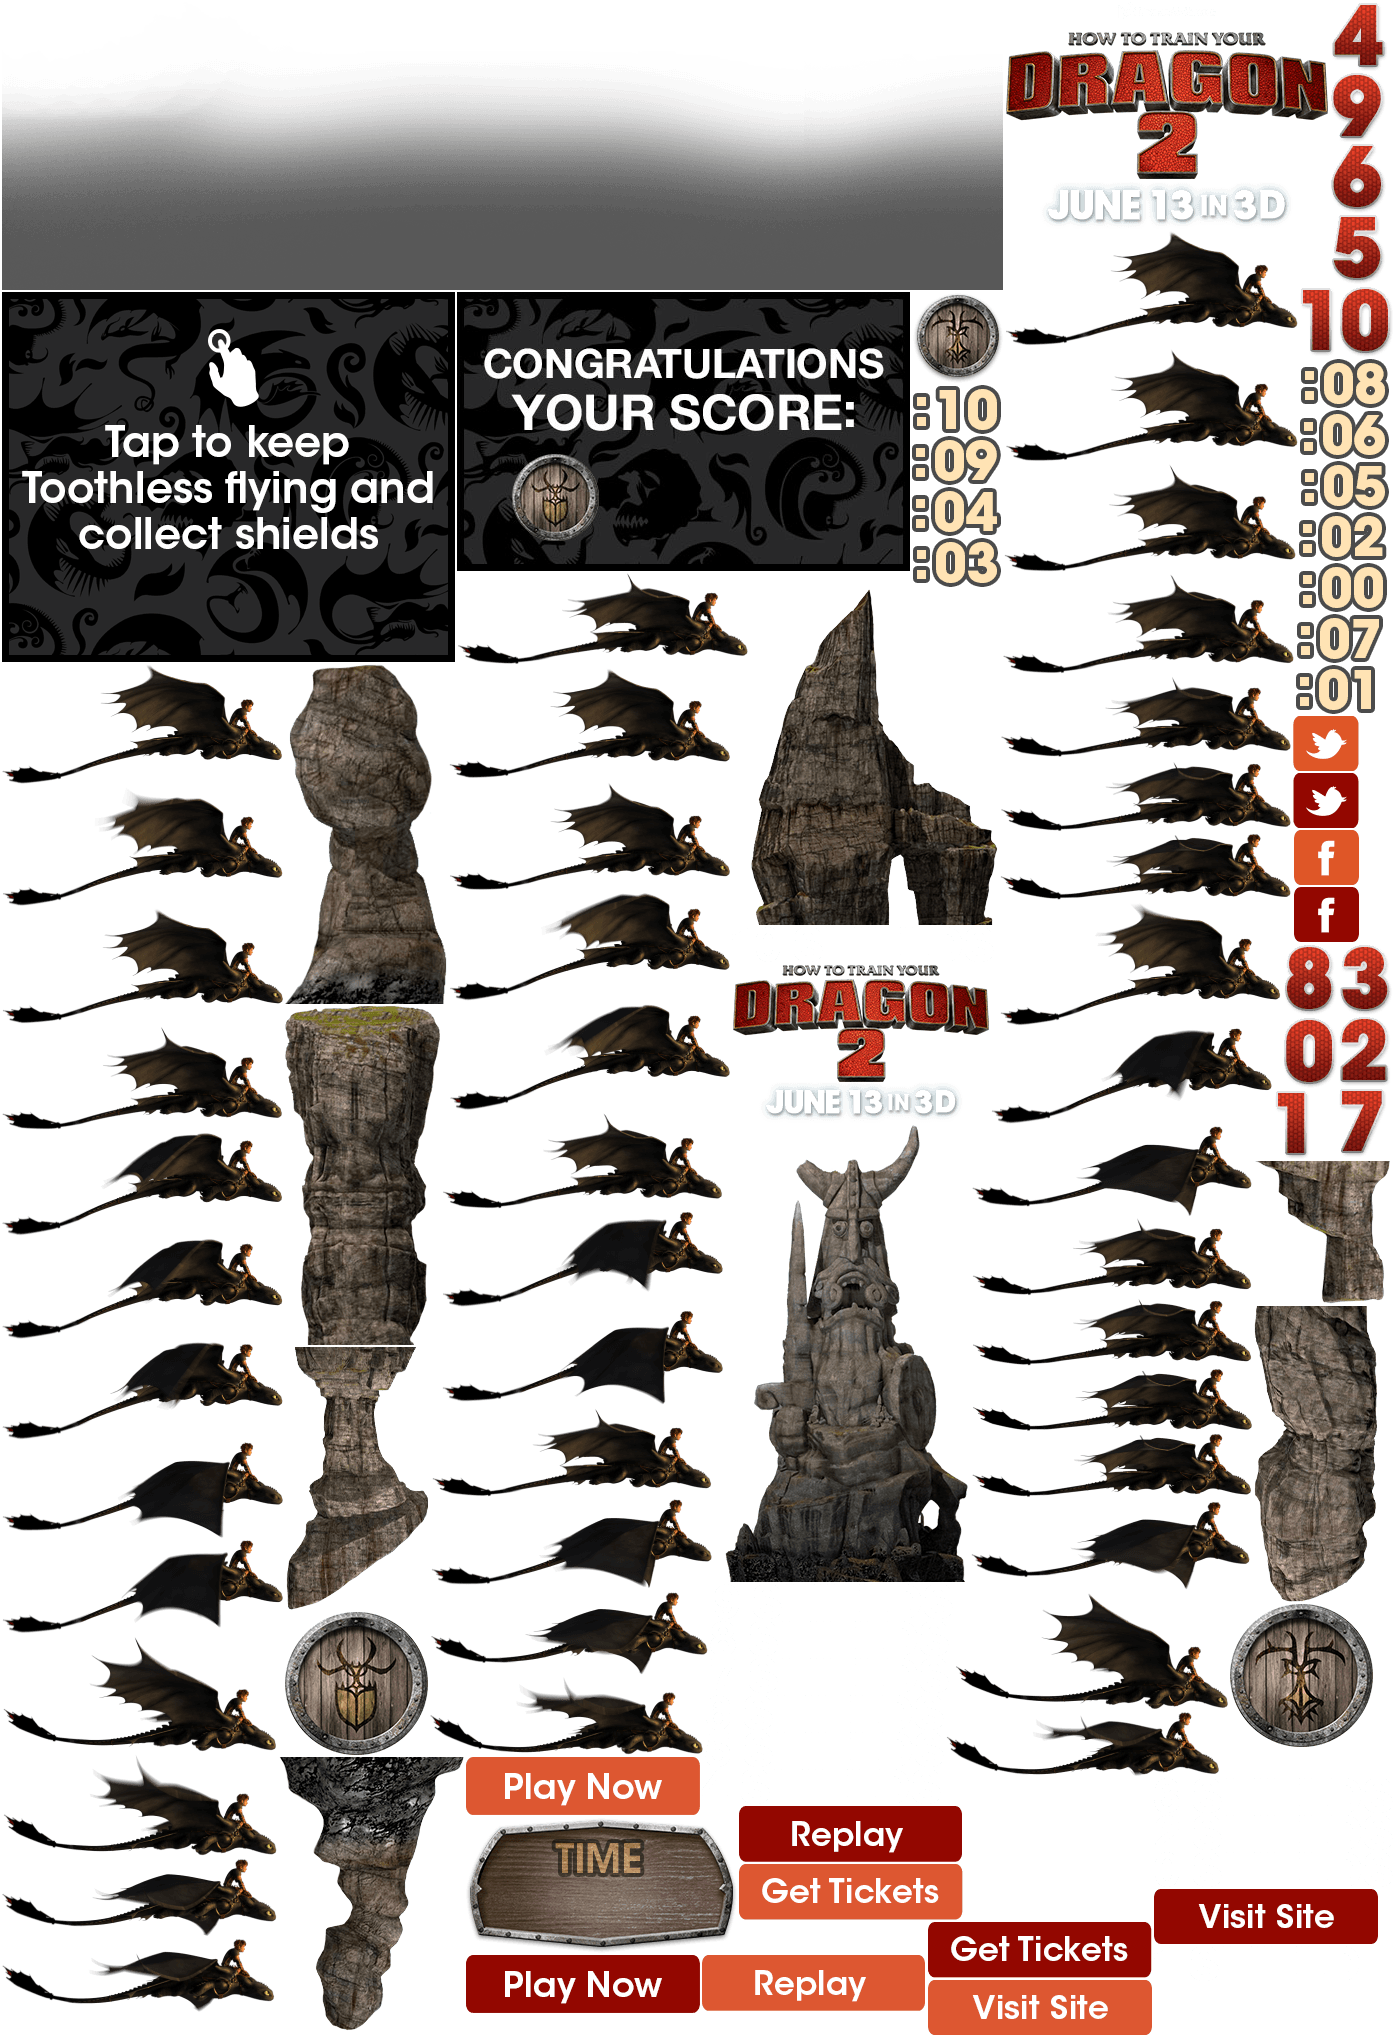 HOW TO TRAIN YOUR
DRAGON
2
JUNE 13 IN 3D
4
9
6
5
10
Tap to keep
Toothless flying and
collect shields
CONGRATULATIONS
YOUR SCORE:
:10
:09
:04
:03
:08
:06
:05
:02
:00
:07
:01
f
f
8 3
0 2
1 7
HOW TO TRAIN YOUR
DRAGON
2
JUNE 13 IN 3D
Play Now
TIME
Replay
Get Tickets
Visit Site
Get Tickets
Play Now
Replay
Visit Site